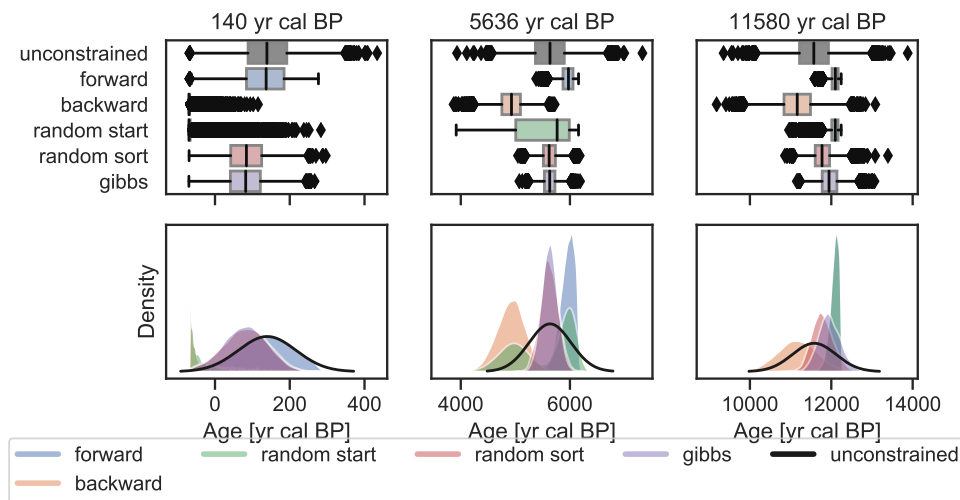 140 yr cal BP 5636 yr cal BP 11580 yr cal BP
unconstrained
forward
backward
random start
random sort
gibbs
Density
0 200 400 4000 6000 10000 12000 14000
Age [yr cal BP] Age [yr cal BP] Age [yr cal BP]
forward random start random sort gibbs unconstrained
backward